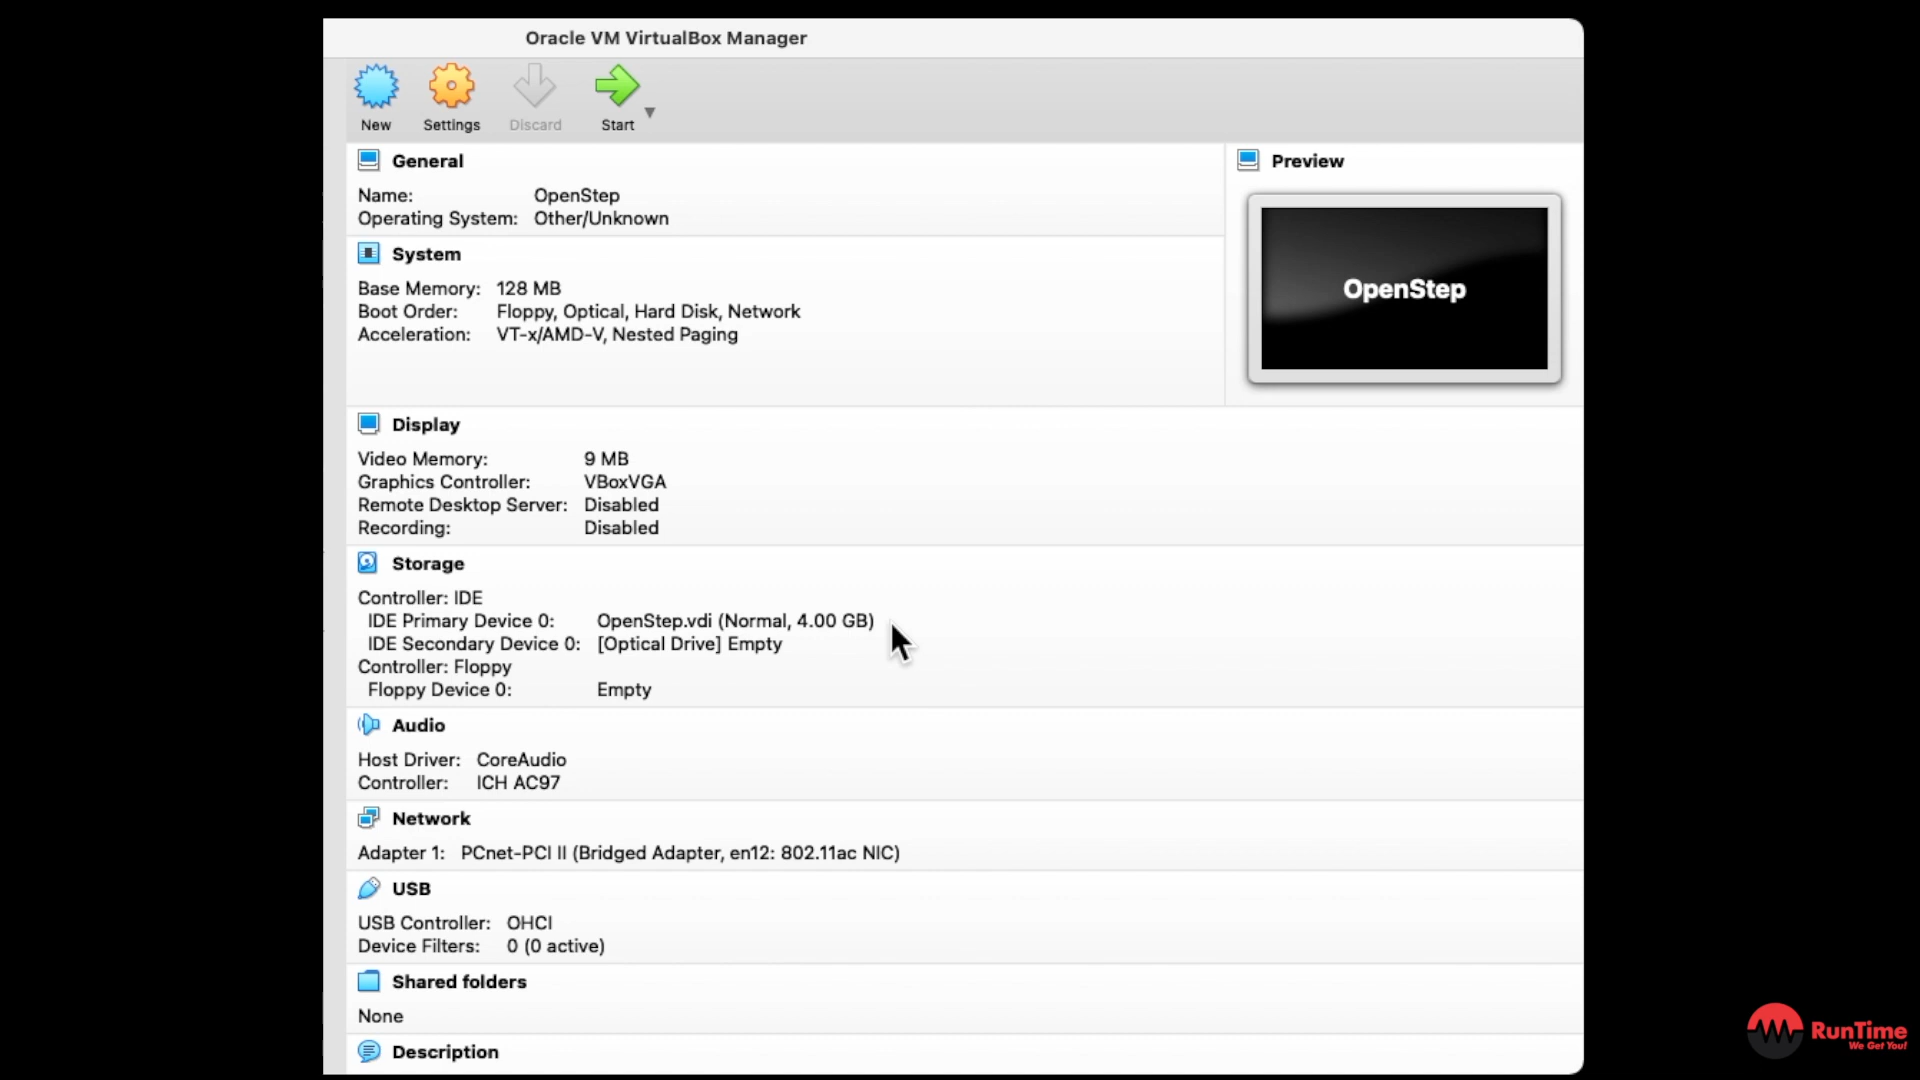 Oracle VM VirtualBox Manager
New
Settings
Discard
Start
General
Name: OpenStep
Operating System: Other/Unknown
System
Base Memory: 128 MB
Boot Order: Floppy, Optical, Hard Disk, Network
Acceleration: VT-x/AMD-V, Nested Paging
Preview
OpenStep
Display
Video Memory: 9 MB
Graphics Controller: VBoxVGA
Remote Desktop Server: Disabled
Recording: Disabled
Storage
Controller: IDE
IDE Primary Device 0: OpenStep.vdi (Normal, 4.00 GB)
IDE Secondary Device 0: [Optical Drive] Empty
Controller: Floppy
Floppy Device 0: Empty
Audio
Host Driver: CoreAudio
Controller: ICH AC97
Network
Adapter 1: PCnet-PCI II (Bridged Adapter, en12: 802.11ac NIC)
USB
USB Controller: OHCI
Device Filters: 0 (0 active)
Shared folders
None
Description
RunTime
We Get You!